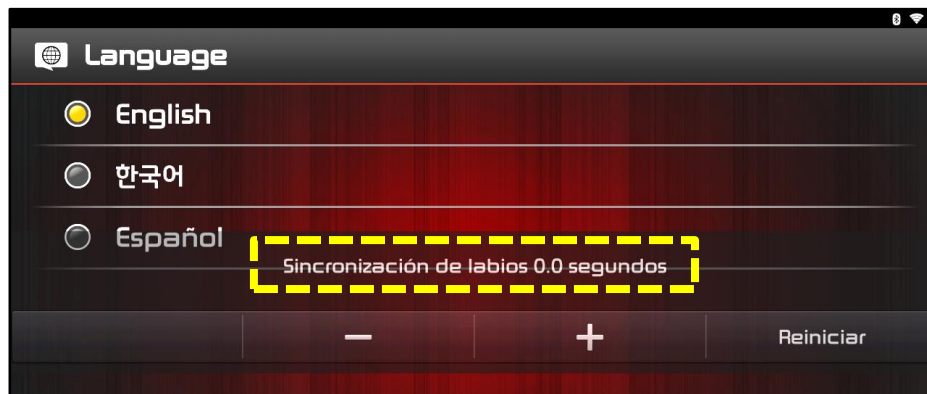 Language
English
한국어
Español
Sincronización de labios 0.0 segundos
− + Reiniciar